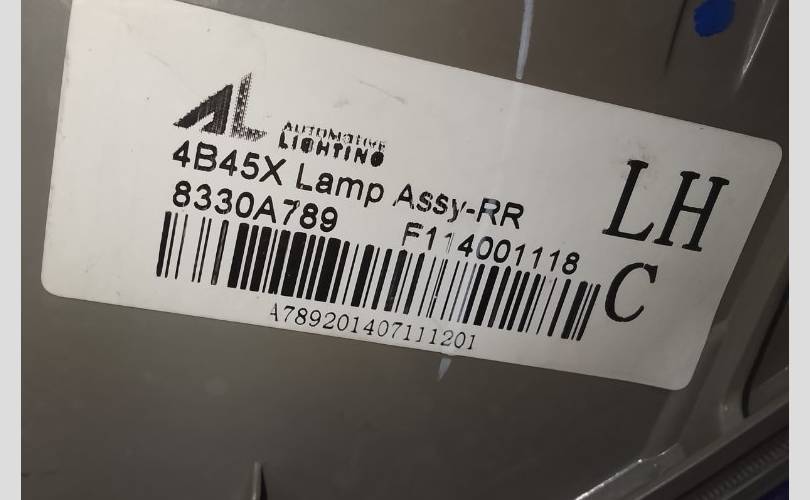 AL
AUTOMOTIVE
LIGHTING
4B45X Lamp Assy-RR
8330A789 F114001118
A789201407111201
LH
C